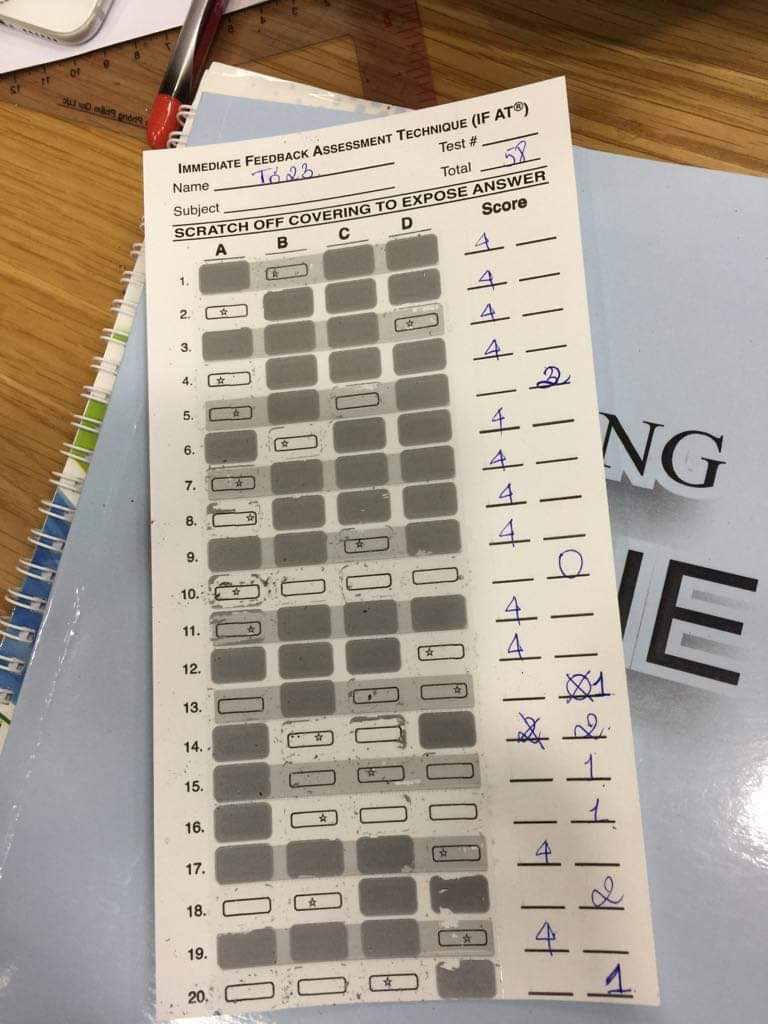 IMMEDIATE FEEDBACK ASSESSMENT TECHNIQUE (IF AT®)
Name Tổ 23 Test #
Subject Total 58
SCRATCH OFF COVERING TO EXPOSE ANSWER
A B C D Score
1. 4
2. 4
3. 4
4. 4
5. 2
6. 4
7. 4
8. 4
9. 4
10. 0
11. 4
12. 4
13. 1
14. 2
15. 1
16. 1
17. 4
18. 2
19. 4
20. 1
NG
E